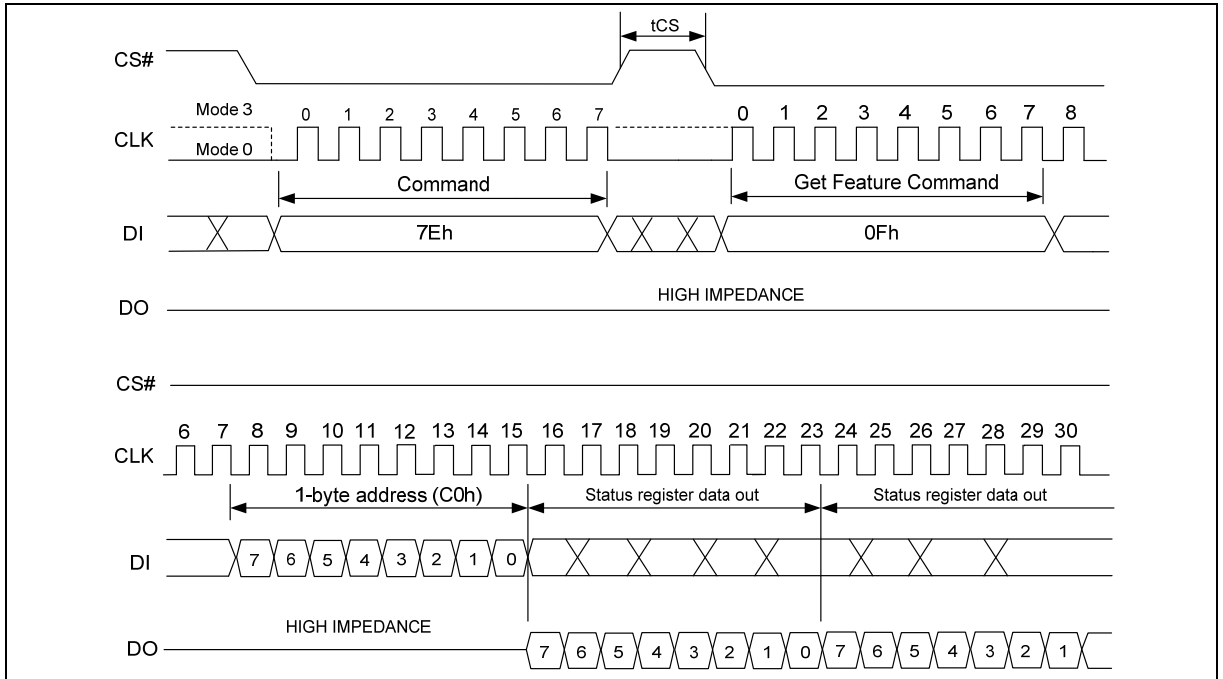 tCS
CS#
Mode 3
0 1 2 3 4 5 6 7
0 1 2 3 4 5 6 7 8
CLK
Mode 0
Command
Get Feature Command
DI
7Eh
0Fh
HIGH IMPEDANCE
DO
CS#
6 7 8 9 10 11 12 13 14 15 16 17 18 19 20 21 22 23 24 25 26 27 28 29 30
CLK
1-byte address (C0h)
Status register data out
Status register data out
DI
7 6 5 4 3 2 1 0
HIGH IMPEDANCE
DO
7 6 5 4 3 2 1 0 7 6 5 4 3 2 1